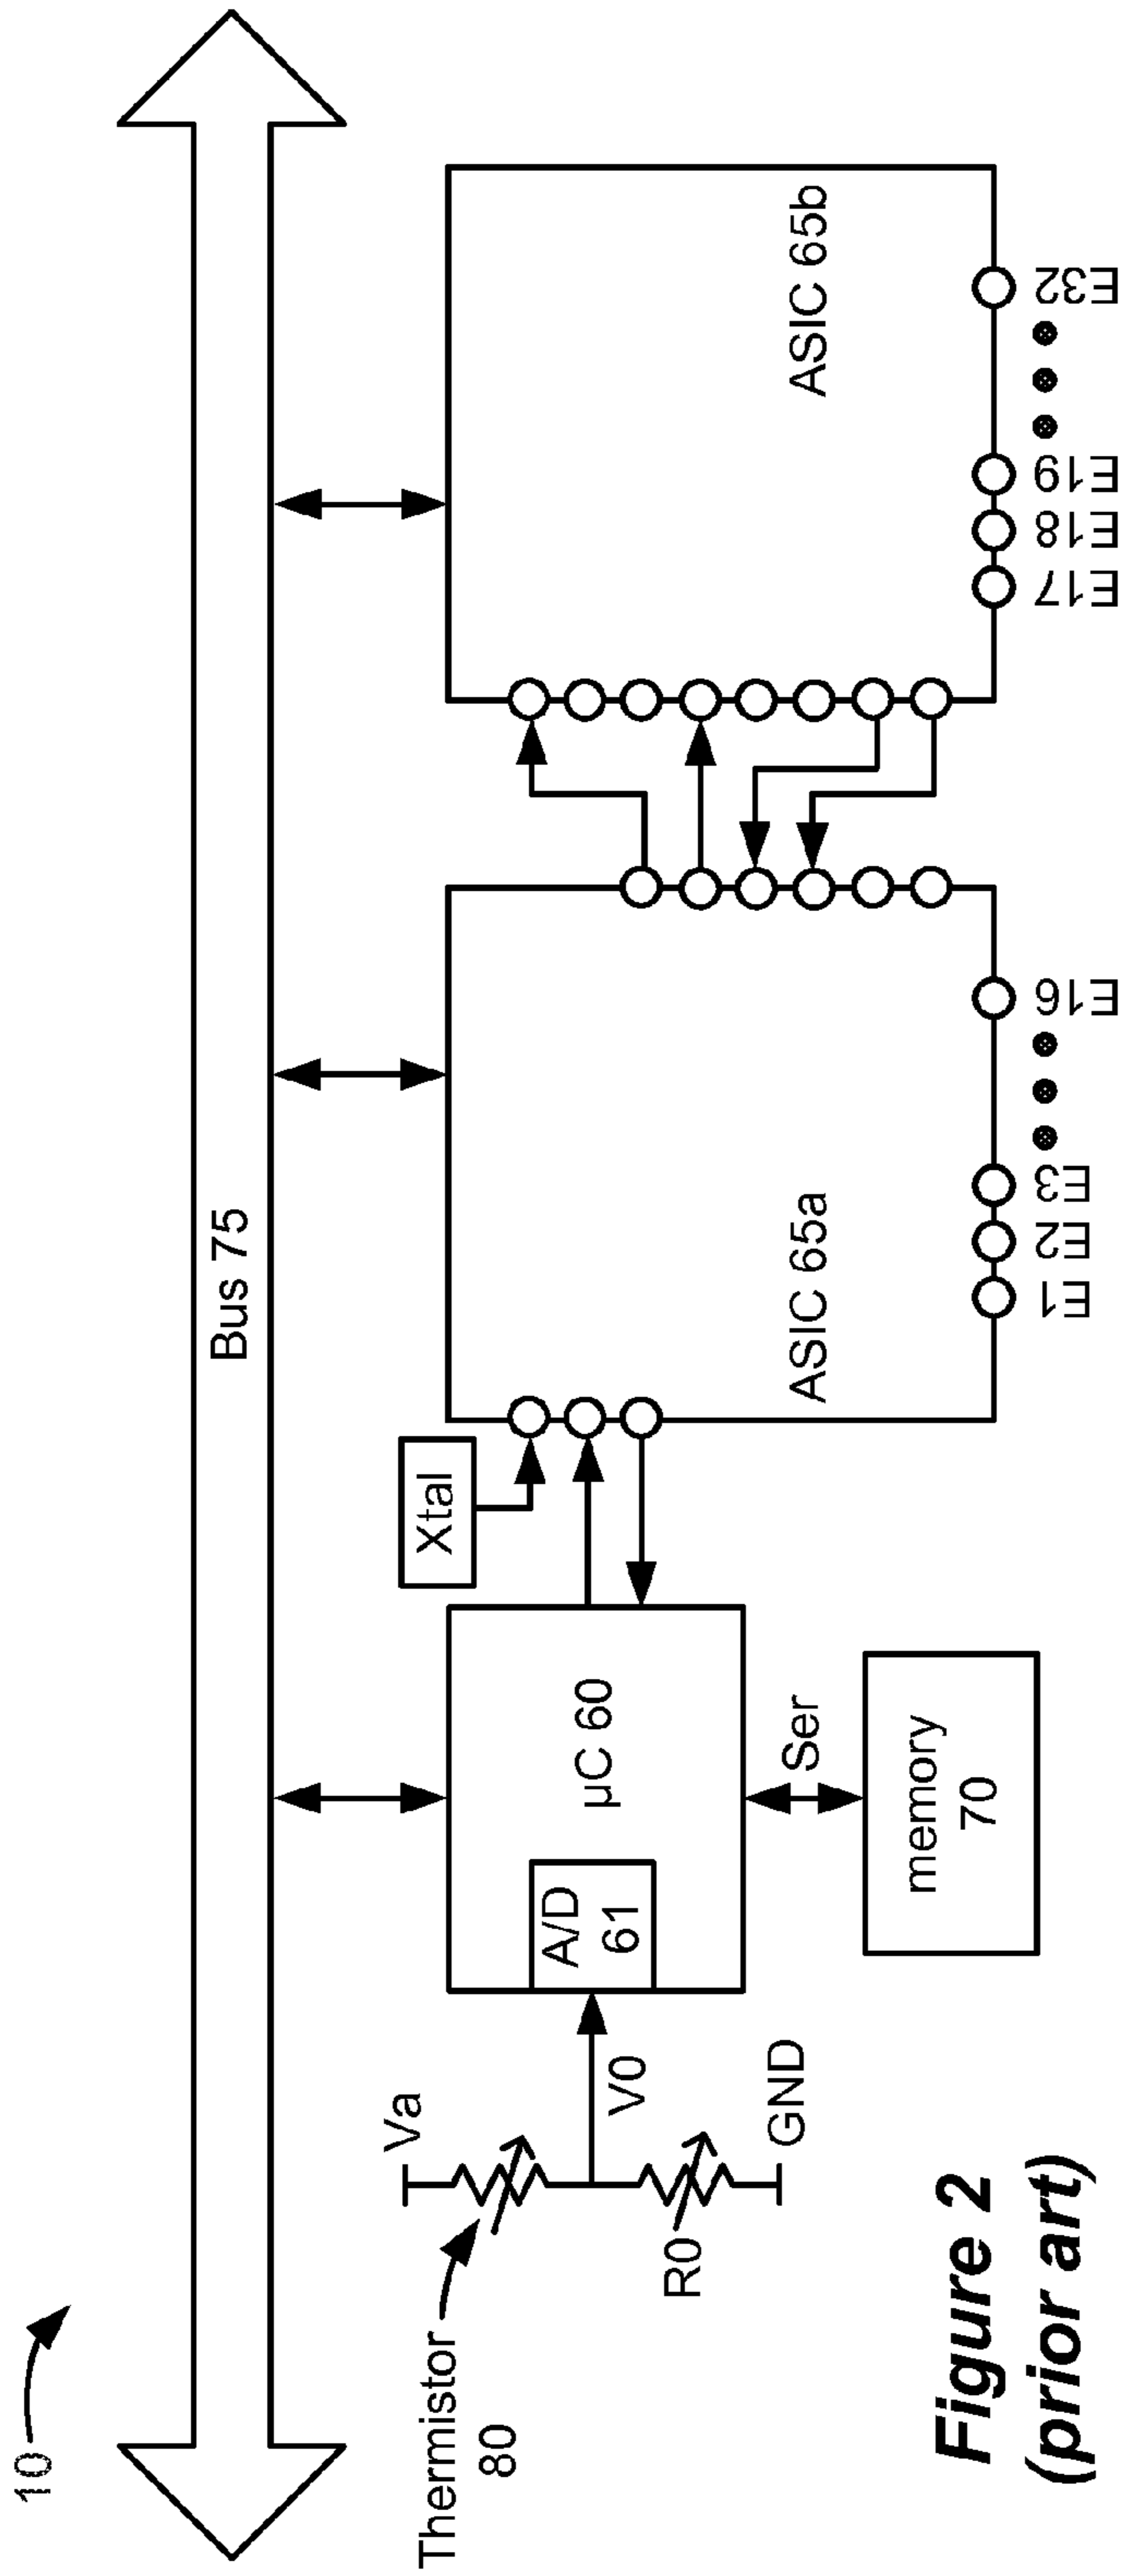 10
Bus 75
Thermistor
80
Va
R0
V0
GND
A/D
61
µC 60
Ser
memory
70
Xtal
ASIC 65a
E1
E2
E3
E16
ASIC 65b
E17
E18
E19
E32
Figure 2
(prior art)